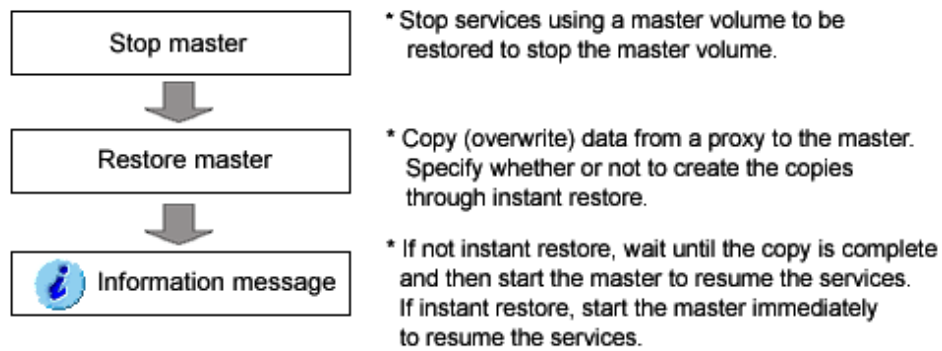 Stop master
* Stop services using a master volume to be
restored to stop the master volume.
Restore master
* Copy (overwrite) data from a proxy to the master.
Specify whether or not to create the copies
through instant restore.
Information message
* If not instant restore, wait until the copy is complete
and then start the master to resume the services.
If instant restore, start the master immediately
to resume the services.